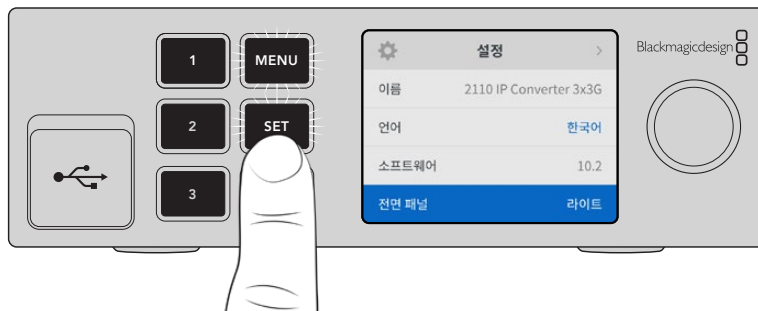 1
MENU
2
SET
3
설정
이름 2110 IP Converter 3x3G
언어 한국어
소프트웨어 10.2
전면 패널 라이트
Blackmagicdesign